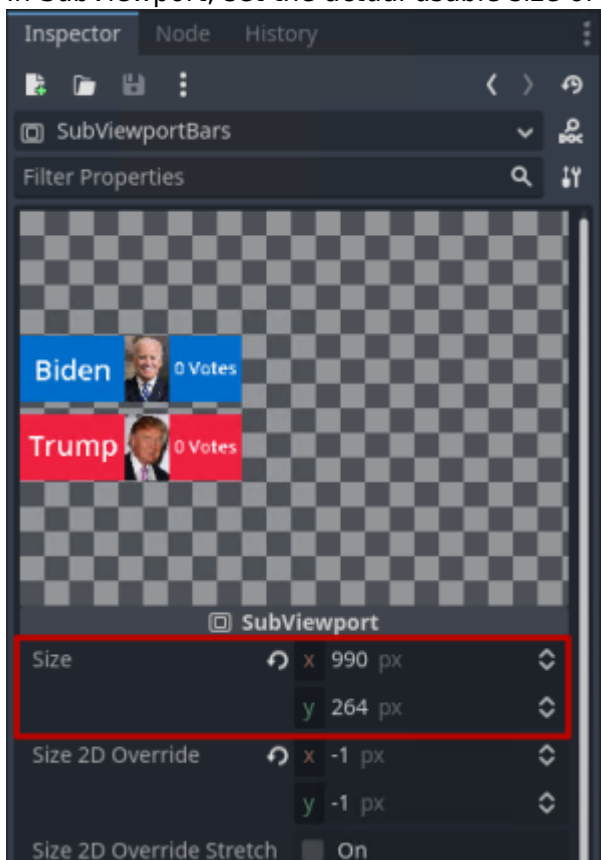 Inspector Node History
SubViewportBars
DOC
Filter Properties
Biden 0 Votes
Trump 0 Votes
SubViewport
Size x 990 px
y 264 px
Size 2D Override x -1 px
y -1 px
Size 2D Override Stretch On